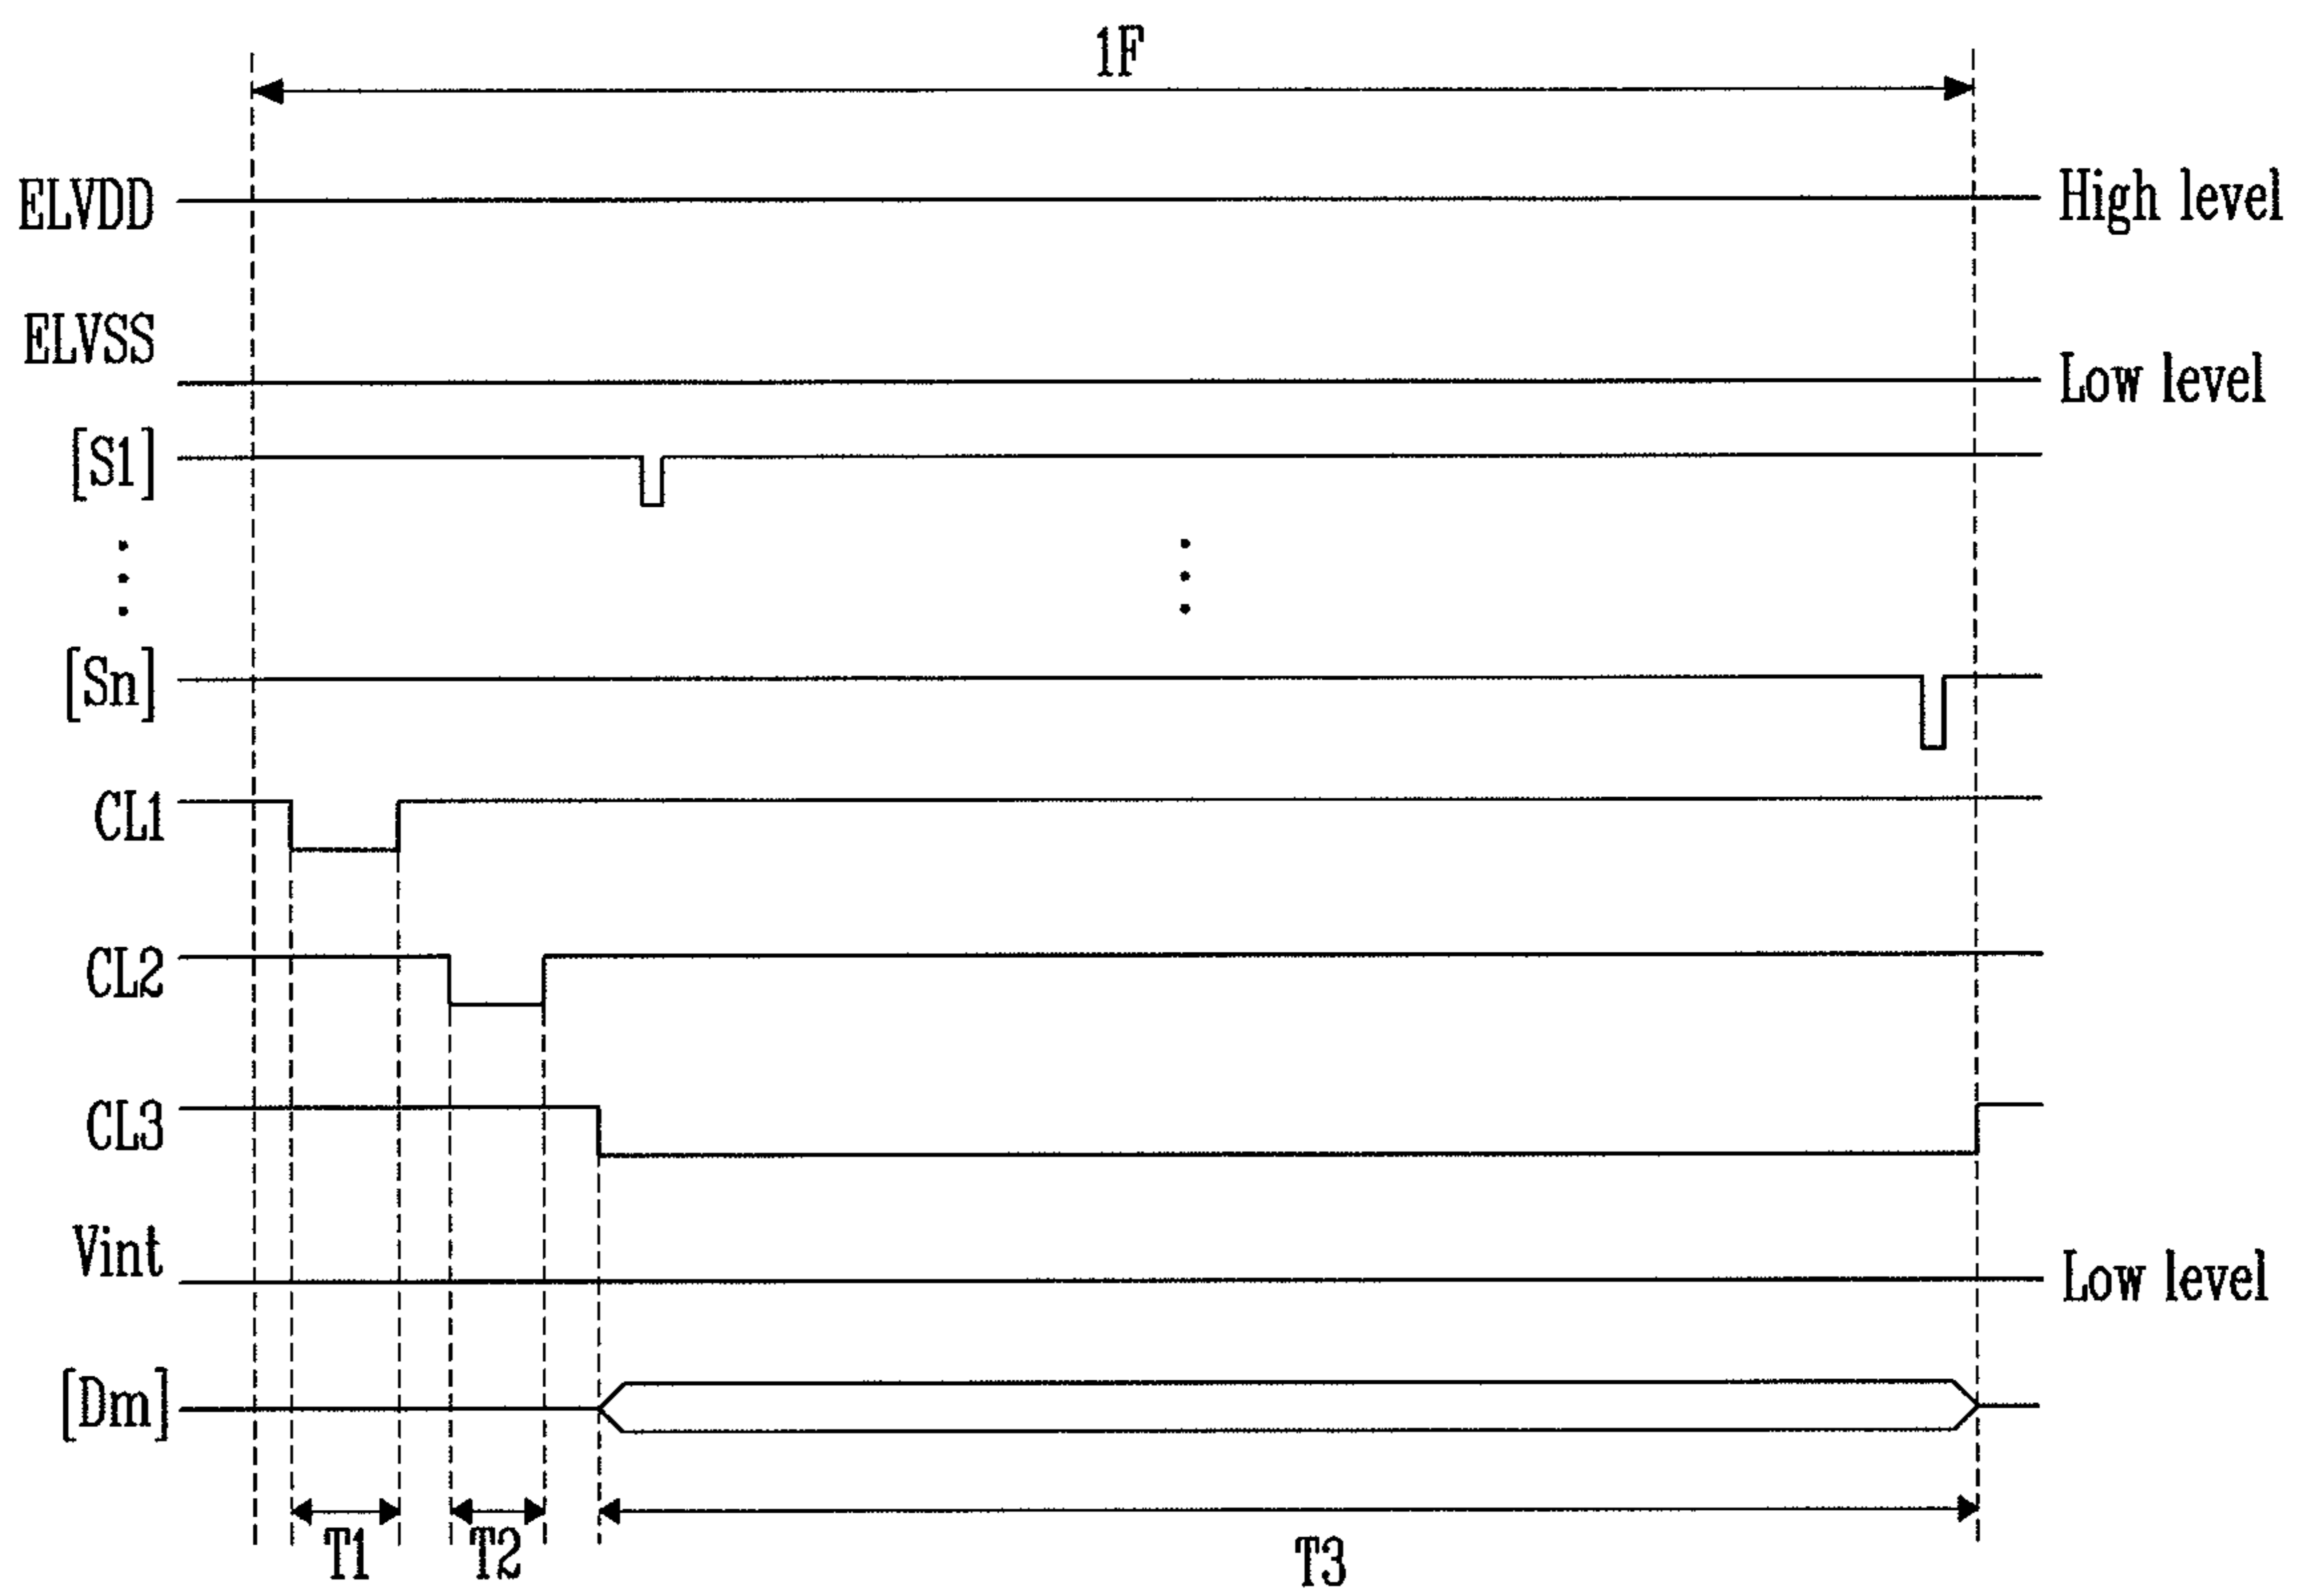 1F
ELVDD High level
ELVSS Low level
[S1]
[Sn]
CL1
CL2
CL3
Vint Low level
[Dm]
T1 T2 T3